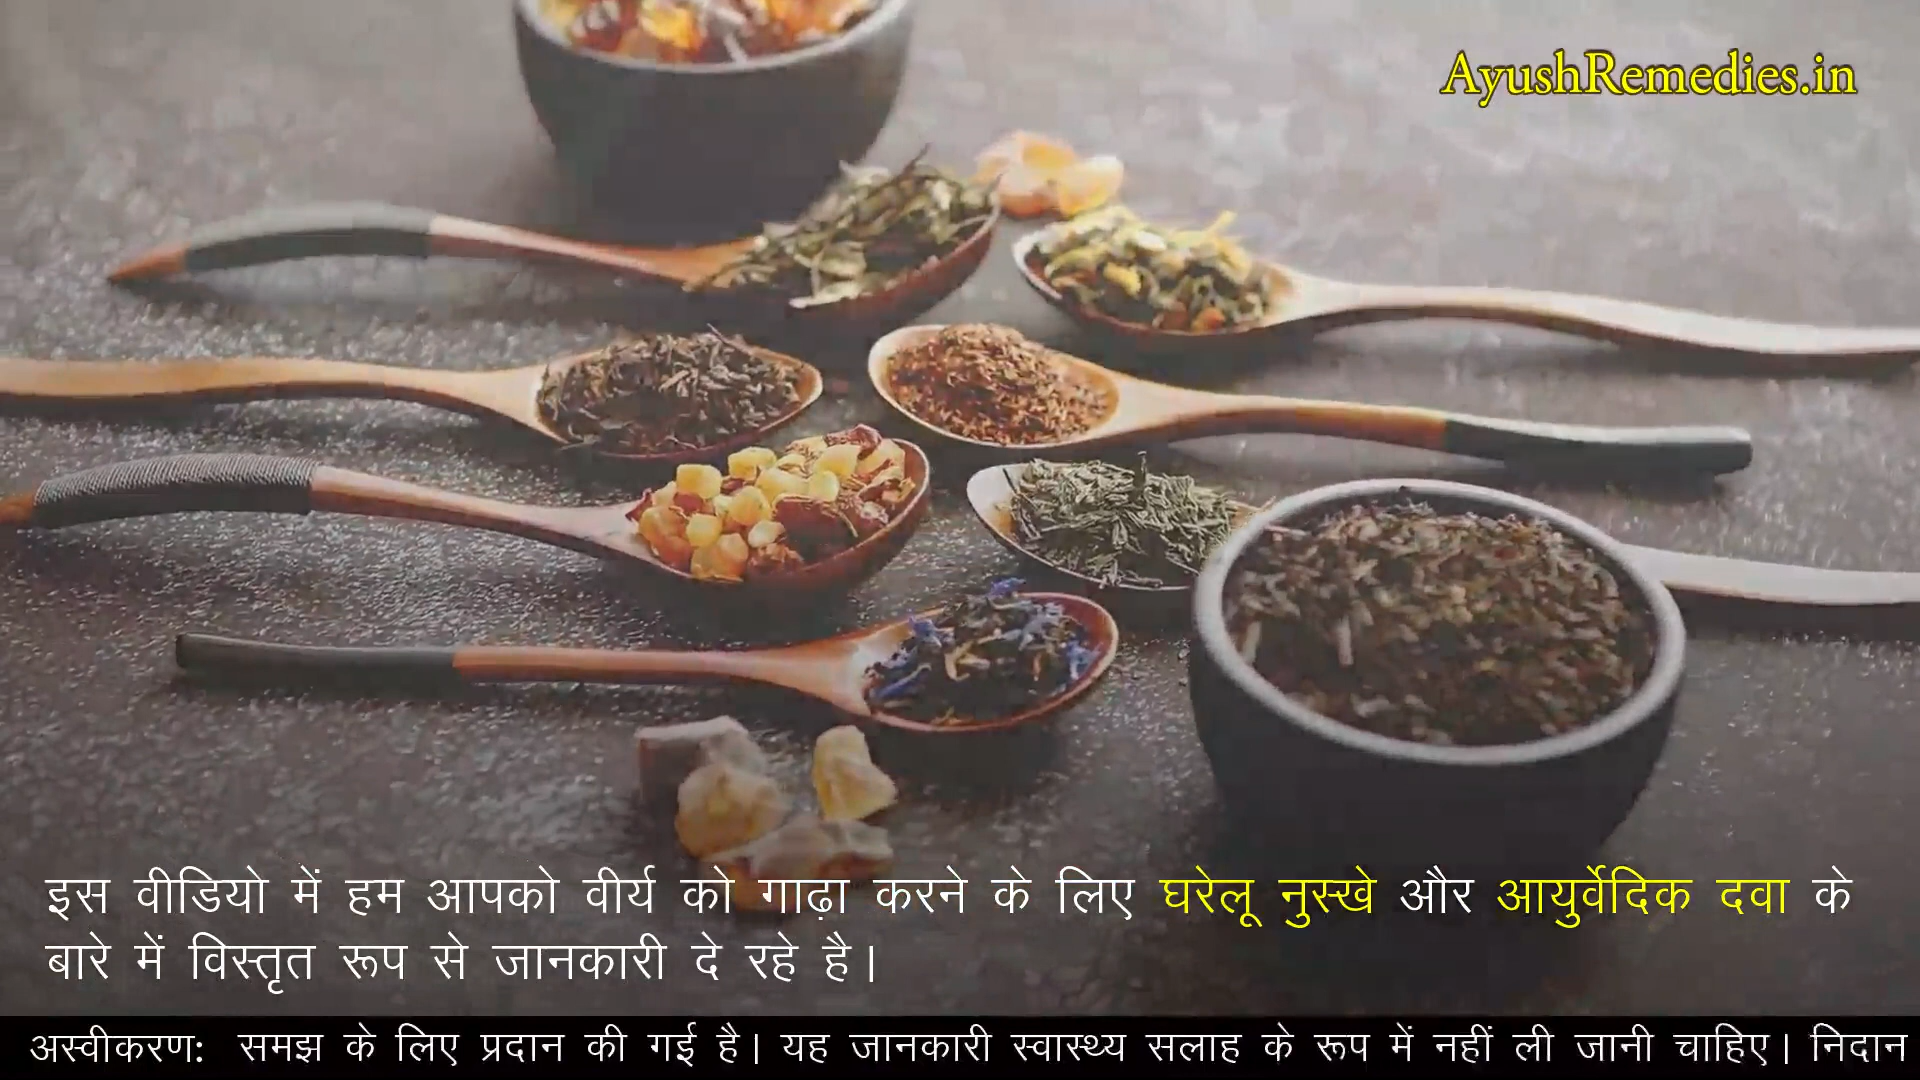 AyushRemedies.in
इस वीडियो में हम आपको वीर्य को गाढ़ा करने के लिए घरेलू नुस्खे और आयुर्वेदिक दवा के
बारे में विस्तृत रूप से जानकारी दे रहे है।
अस्वीकरण: समझ के लिए प्रदान की गई है। यह जानकारी स्वास्थ्य सलाह के रूप में नहीं ली जानी चाहिए। निदान